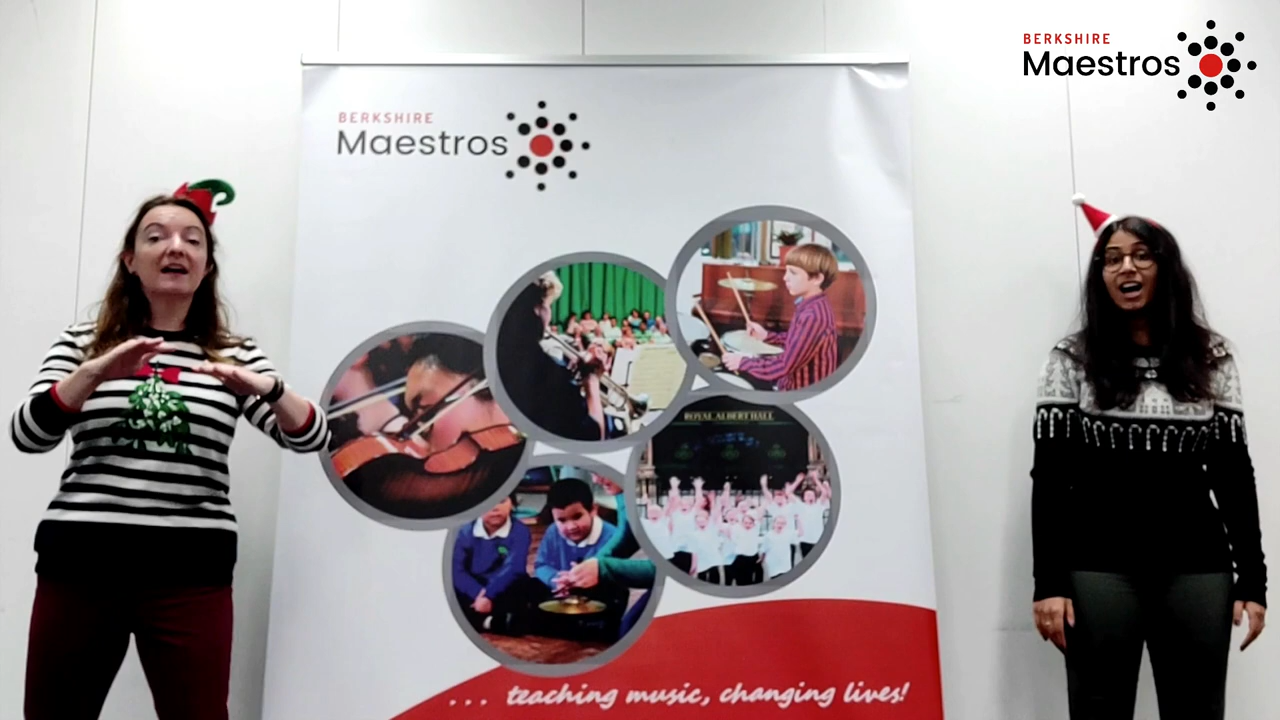 BERKSHIRE
Maestros
BERKSHIRE
Maestros
ROYAL ALBERT HALL
... teaching music, changing lives!